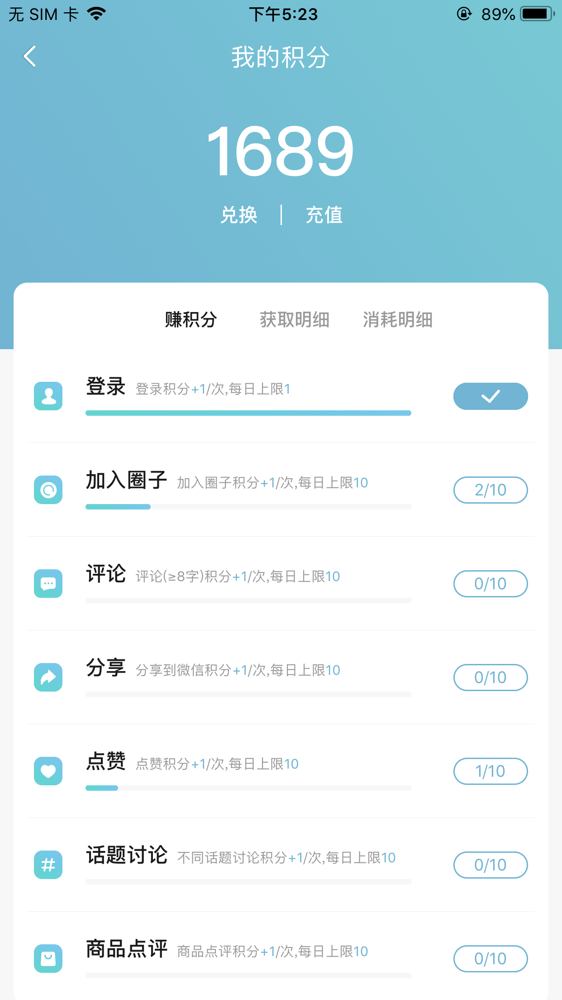 无 SIM 卡 下午5:23 89%
我的积分
1689
兑换 | 充值
赚积分 获取明细 消耗明细
登录 登录积分+1/次,每日上限1
加入圈子 加入圈子积分+1/次,每日上限10 2/10
评论 评论(≥8字)积分+1/次,每日上限10 0/10
分享 分享到微信积分+1/次,每日上限10 0/10
点赞 点赞积分+1/次,每日上限10 1/10
话题讨论 不同话题讨论积分+1/次,每日上限10 0/10
商品点评 商品点评积分+1/次,每日上限10 0/10